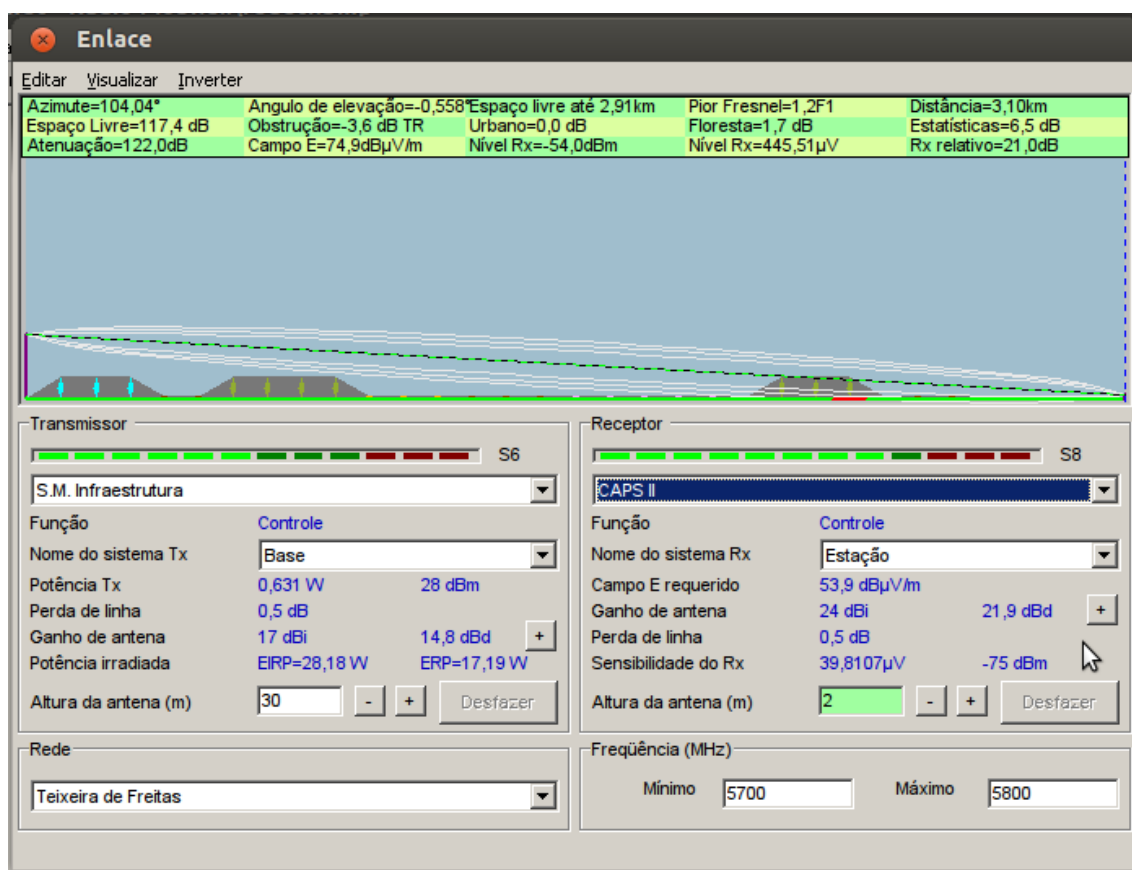 Enlace
Editar Visualizar Inverter
Azimute=104,04° Angulo de elevação=-0,558° Espaço livre até 2,91km Pior Fresnel=1,2F1 Distância=3,10km
Espaço Livre=117,4 dB Obstrução=-3,6 dB TR Urbano=0,0 dB Floresta=1,7 dB Estatísticas=6,5 dB
Atenuação=122,0dB Campo E=74,9dBµV/m Nível Rx=-54,0dBm Nível Rx=445,51µV Rx relativo=21,0dB
Transmissor
S6
S.M. Infraestrutura
Função Controle
Nome do sistema Tx Base
Potência Tx 0,631 W 28 dBm
Perda de linha 0,5 dB
Ganho de antena 17 dBi 14,8 dBd +
Potência irradiada EIRP=28,18 W ERP=17,19 W
Altura da antena (m) 30 - + Desfazer
Receptor
S8
CAPS II
Função Controle
Nome do sistema Rx Estação
Campo E requerido 53,9 dBµV/m
Ganho de antena 24 dBi 21,9 dBd +
Perda de linha 0,5 dB
Sensibilidade do Rx 39,8107µV -75 dBm
Altura da antena (m) 2 - + Desfazer
Rede
Teixeira de Freitas
Freqüência (MHz)
Mínimo 5700 Máximo 5800